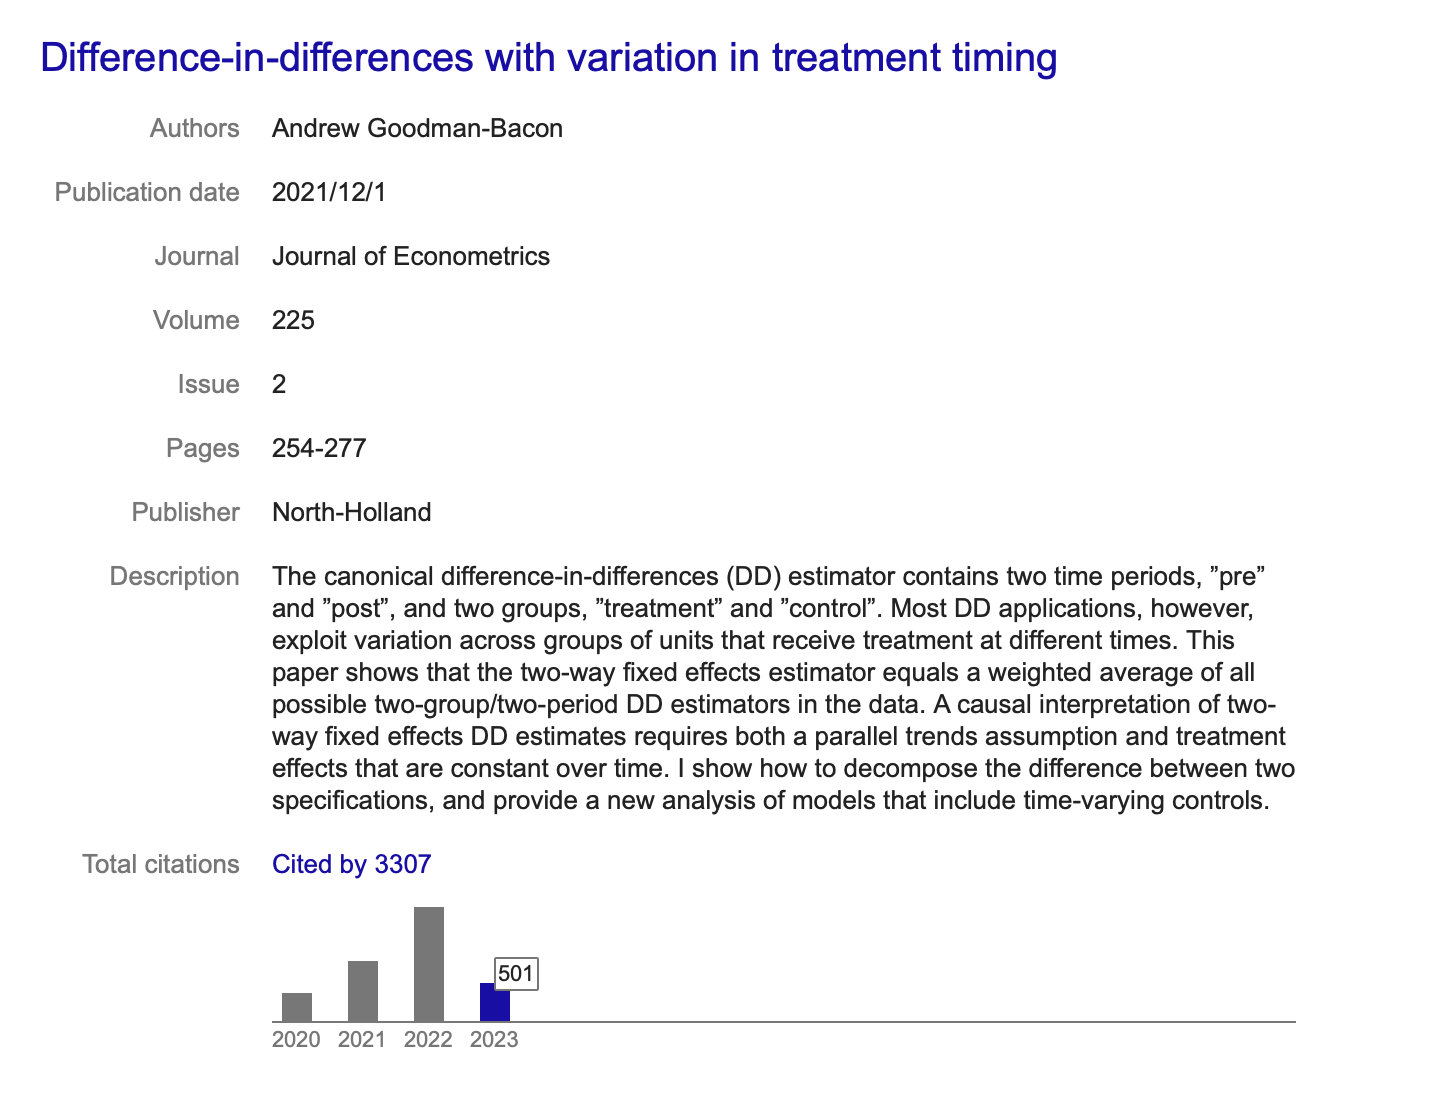 Difference-in-differences with variation in treatment timing
Authors Andrew Goodman-Bacon
Publication date 2021/12/1
Journal Journal of Econometrics
Volume 225
Issue 2
Pages 254-277
Publisher North-Holland
Description The canonical difference-in-differences (DD) estimator contains two time periods, ”pre”
and ”post”, and two groups, ”treatment” and ”control”. Most DD applications, however,
exploit variation across groups of units that receive treatment at different times. This
paper shows that the two-way fixed effects estimator equals a weighted average of all
possible two-group/two-period DD estimators in the data. A causal interpretation of two-
way fixed effects DD estimates requires both a parallel trends assumption and treatment
effects that are constant over time. I show how to decompose the difference between two
specifications, and provide a new analysis of models that include time-varying controls.
Total citations Cited by 3307
501
2020 2021 2022 2023